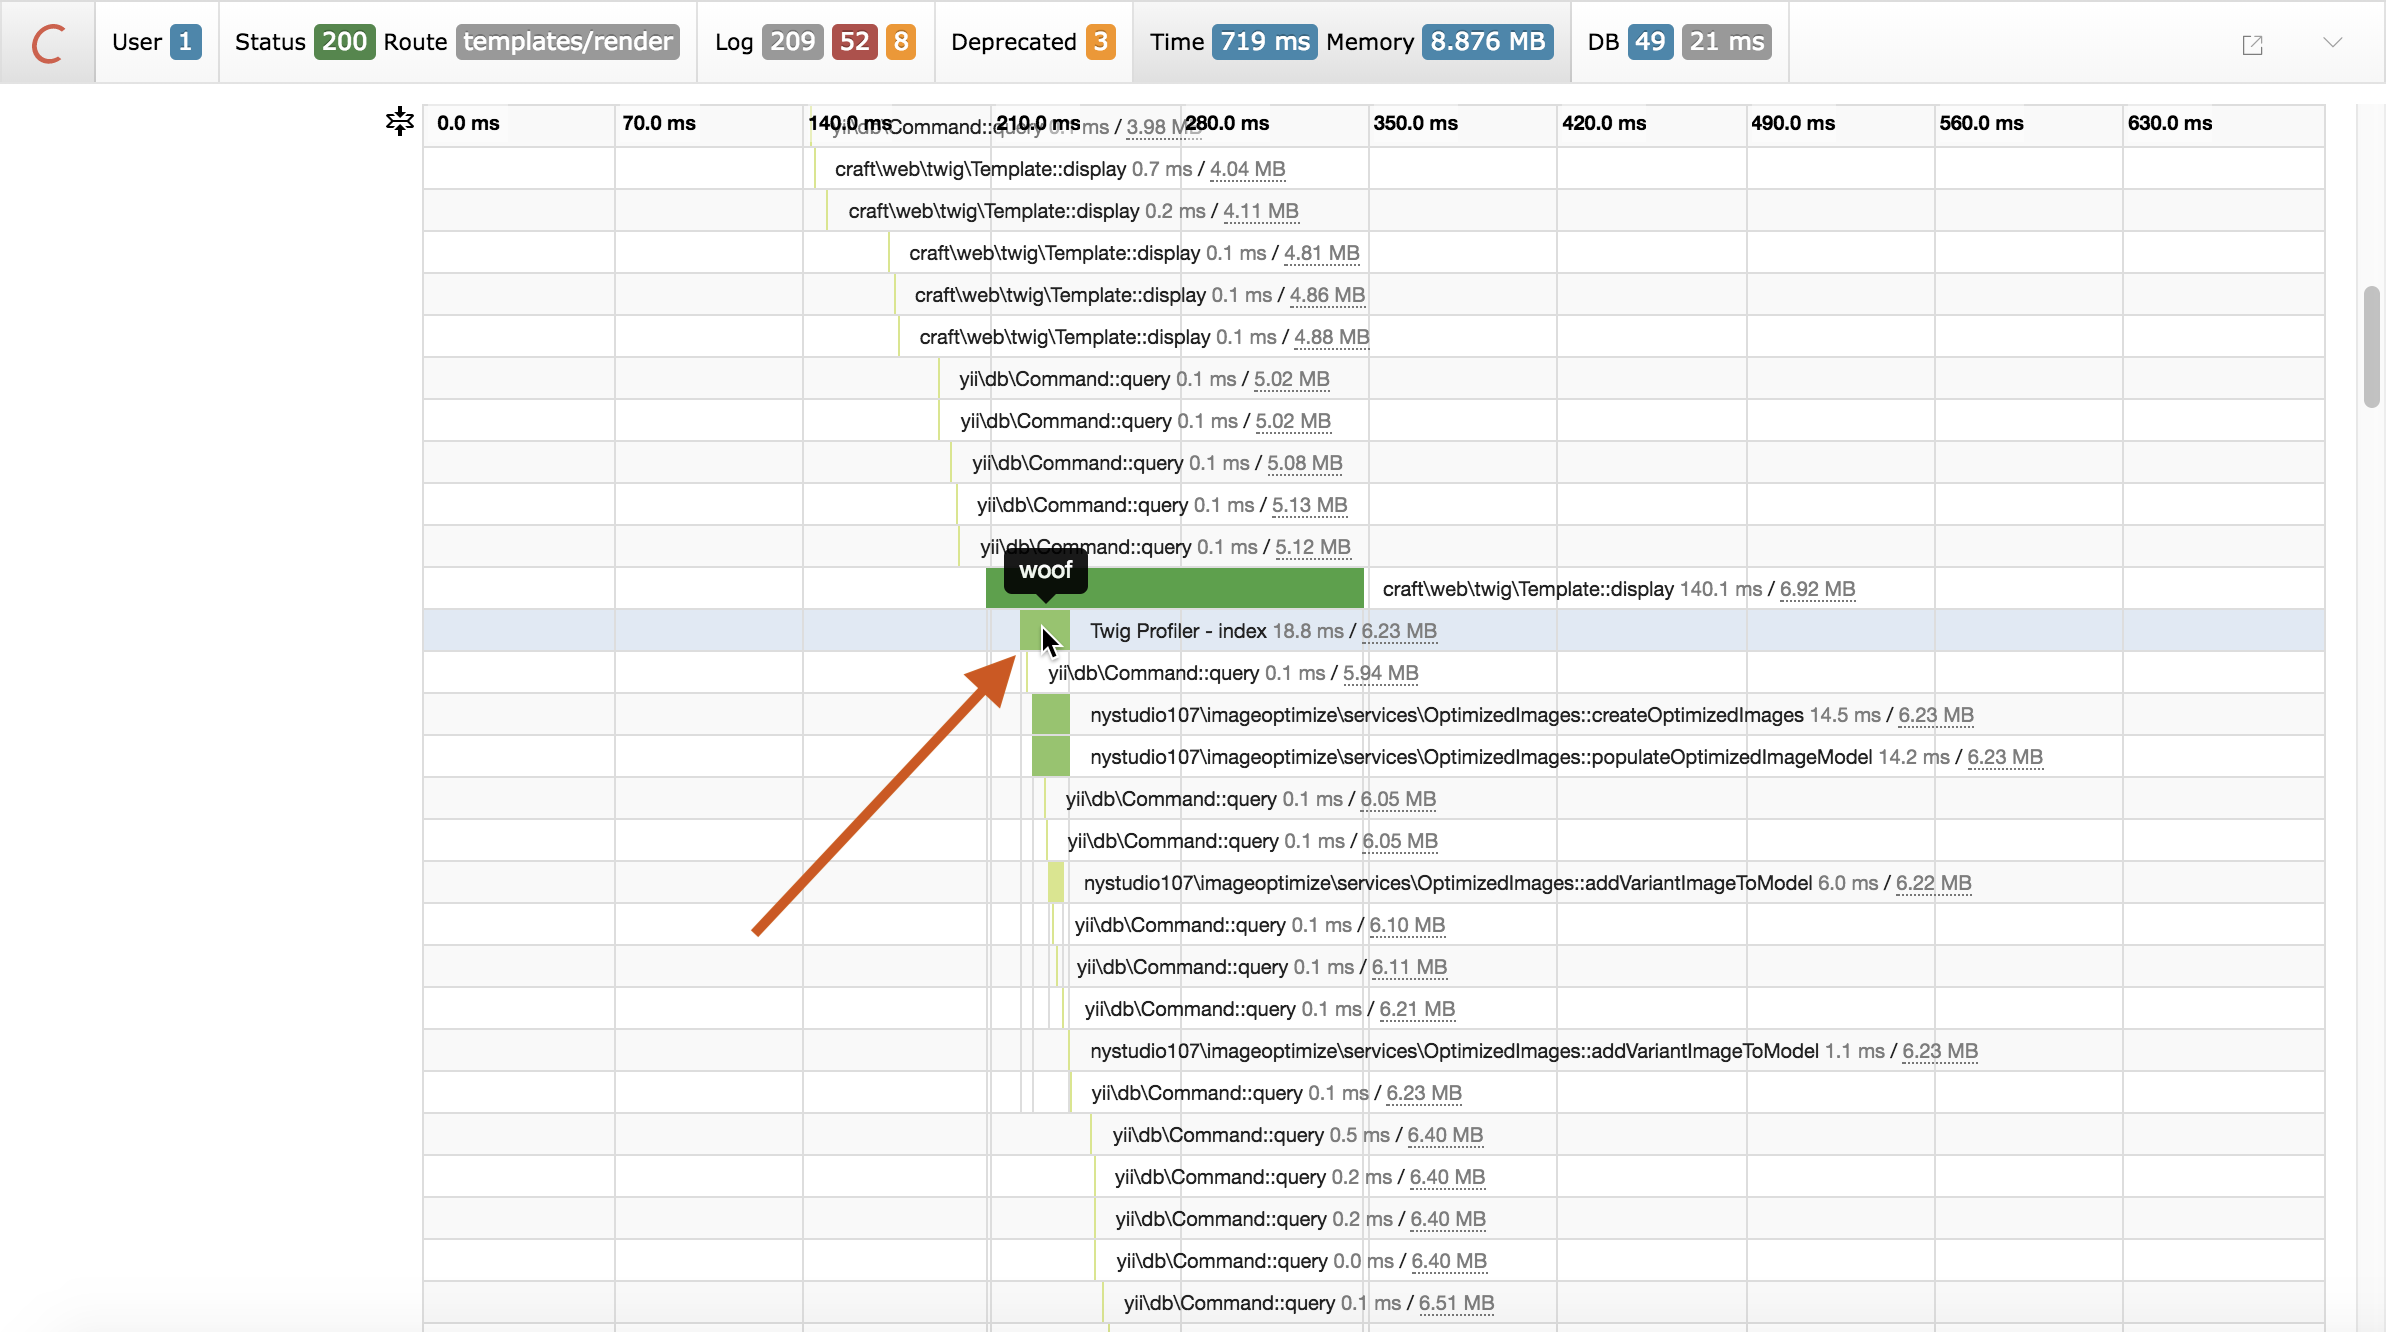 User 1 Status 200 Route templates/render Log 209 52 8 Deprecated 3 Time 719 ms Memory 8.876 MB DB 49 21 ms
0.0 ms 70.0 ms 140.0 ms 210.0 ms 280.0 ms 350.0 ms 420.0 ms 490.0 ms 560.0 ms 630.0 ms
yii\db\Command::query 0.1 ms / 3.98 MB
craft\web\twig\Template::display 0.7 ms / 4.04 MB
craft\web\twig\Template::display 0.2 ms / 4.11 MB
craft\web\twig\Template::display 0.1 ms / 4.81 MB
craft\web\twig\Template::display 0.1 ms / 4.86 MB
craft\web\twig\Template::display 0.1 ms / 4.88 MB
yii\db\Command::query 0.1 ms / 5.02 MB
yii\db\Command::query 0.1 ms / 5.02 MB
yii\db\Command::query 0.1 ms / 5.08 MB
yii\db\Command::query 0.1 ms / 5.13 MB
yii\db\Command::query 0.1 ms / 5.12 MB
woof
craft\web\twig\Template::display 140.1 ms / 6.92 MB
Twig Profiler - index 18.8 ms / 6.23 MB
yii\db\Command::query 0.1 ms / 5.94 MB
nystudio107\imageoptimize\services\OptimizedImages::createOptimizedImages 14.5 ms / 6.23 MB
nystudio107\imageoptimize\services\OptimizedImages::populateOptimizedImageModel 14.2 ms / 6.23 MB
yii\db\Command::query 0.1 ms / 6.05 MB
yii\db\Command::query 0.1 ms / 6.05 MB
nystudio107\imageoptimize\services\OptimizedImages::addVariantImageToModel 6.0 ms / 6.22 MB
yii\db\Command::query 0.1 ms / 6.10 MB
yii\db\Command::query 0.1 ms / 6.11 MB
yii\db\Command::query 0.1 ms / 6.21 MB
nystudio107\imageoptimize\services\OptimizedImages::addVariantImageToModel 1.1 ms / 6.23 MB
yii\db\Command::query 0.1 ms / 6.23 MB
yii\db\Command::query 0.5 ms / 6.40 MB
yii\db\Command::query 0.2 ms / 6.40 MB
yii\db\Command::query 0.2 ms / 6.40 MB
yii\db\Command::query 0.0 ms / 6.40 MB
yii\db\Command::query 0.1 ms / 6.51 MB